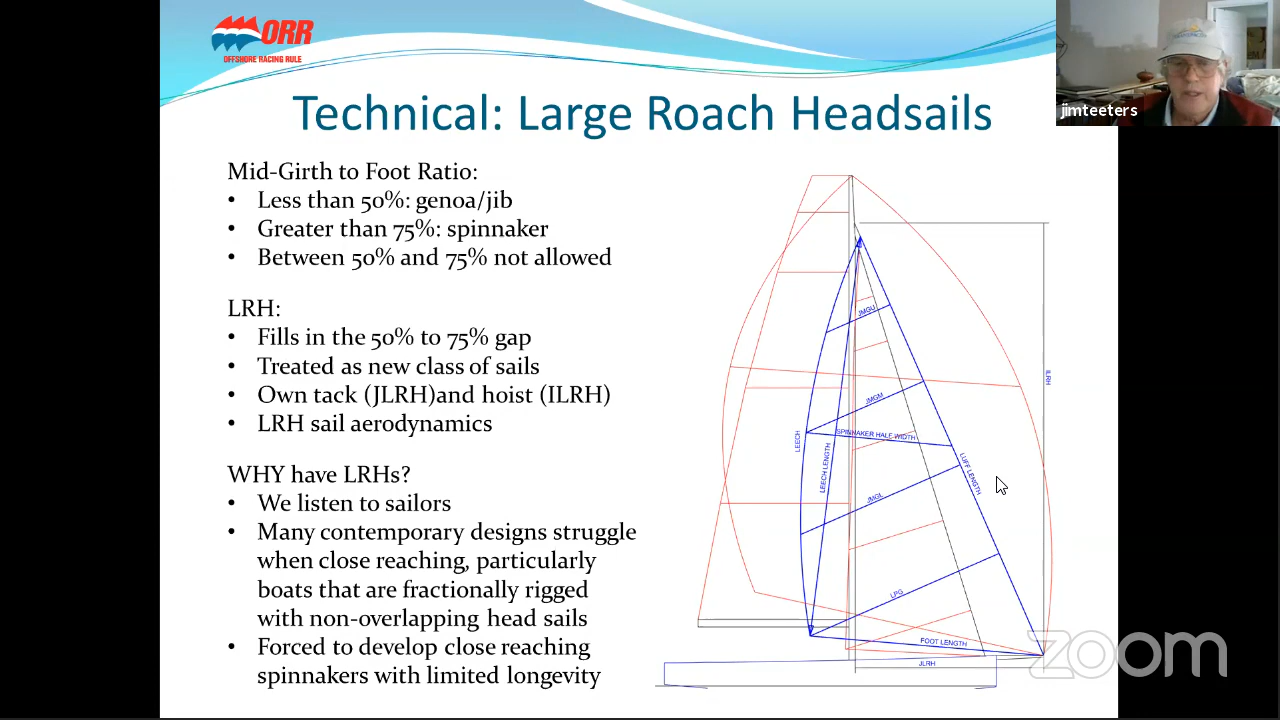 ORR
OFFSHORE RACING RULE
jimteeters
Technical: Large Roach Headsails
Mid-Girth to Foot Ratio:
• Less than 50%: genoa/jib
• Greater than 75%: spinnaker
• Between 50% and 75% not allowed
LRH:
• Fills in the 50% to 75% gap
• Treated as new class of sails
• Own tack (JLRH)and hoist (ILRH)
• LRH sail aerodynamics
WHY have LRHs?
• We listen to sailors
• Many contemporary designs struggle
when close reaching, particularly
boats that are fractionally rigged
with non-overlapping head sails
• Forced to develop close reaching
spinnakers with limited longevity
JMGU
ILRH
JMGM
SPINNAKER HALF WIDTH
LEECH
LEECH LENGTH
LUFF LENGTH
JMGL
LPG
FOOT LENGTH
JLRH
zoom